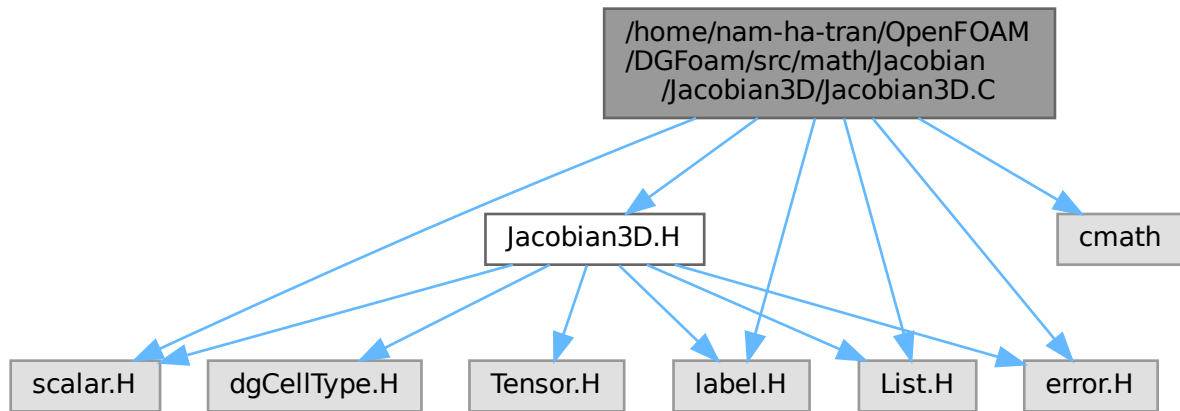 /home/nam-ha-tran/OpenFOAM
/DGFoam/src/math/Jacobian
/Jacobian3D/Jacobian3D.C
Jacobian3D.H
cmath
scalar.H
dgCellType.H
Tensor.H
label.H
List.H
error.H